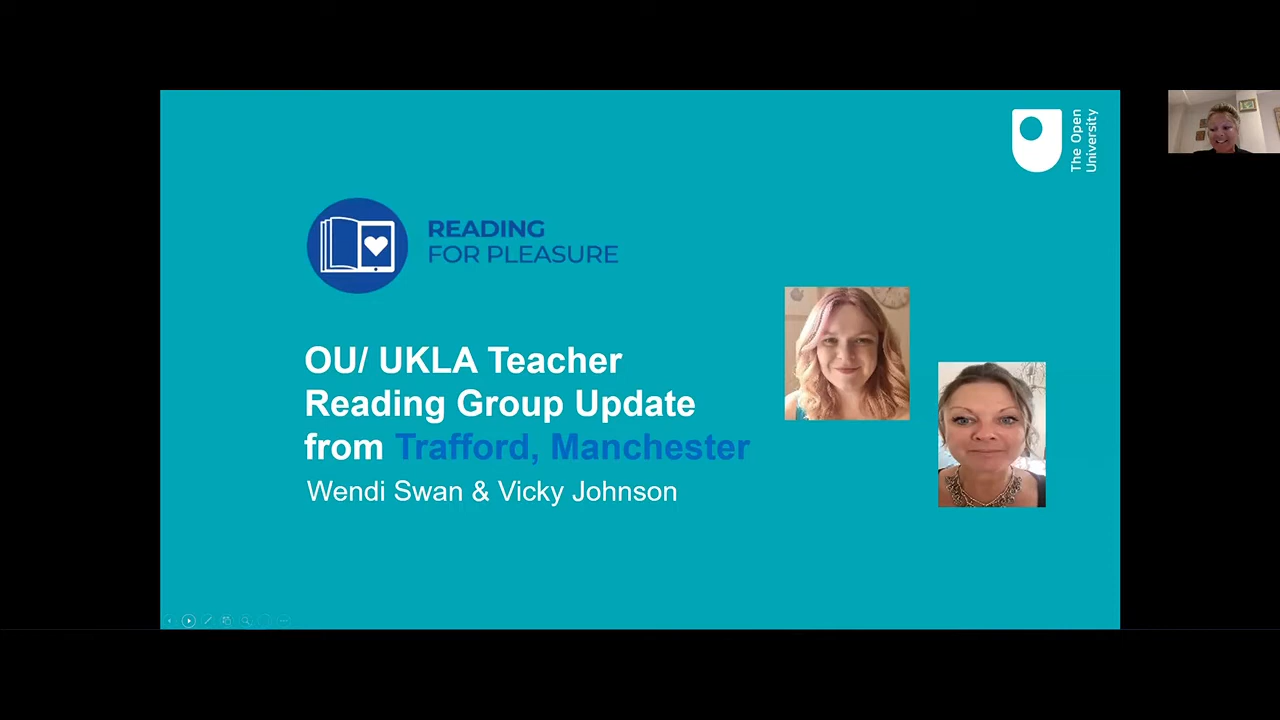 The Open
University
READING
FOR PLEASURE
OU/ UKLA Teacher
Reading Group Update
from Trafford, Manchester
Wendi Swan & Vicky Johnson